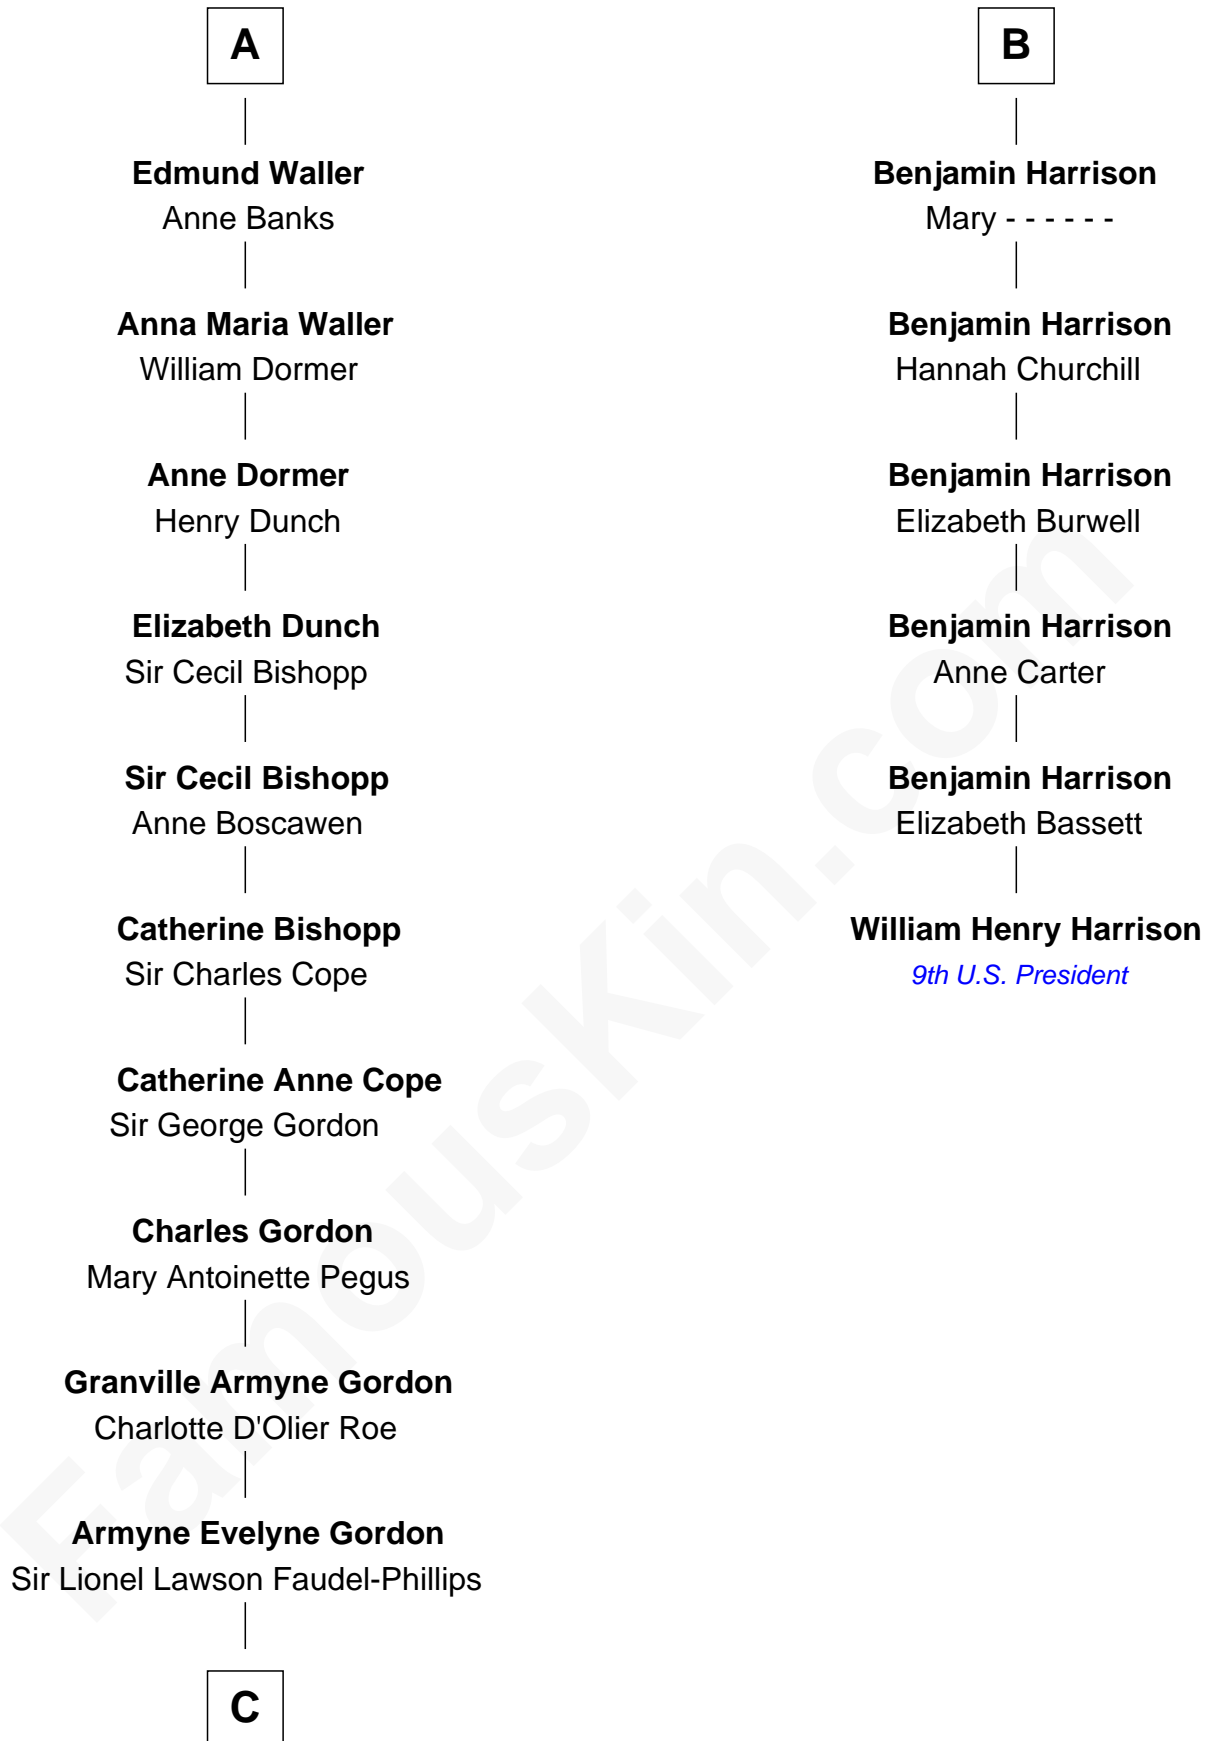 A
Edmund Waller
Anne Banks
Anna Maria Waller
William Dormer
Anne Dormer
Henry Dunch
Elizabeth Dunch
Sir Cecil Bishopp
Sir Cecil Bishopp
Anne Boscawen
Catherine Bishopp
Sir Charles Cope
Catherine Anne Cope
Sir George Gordon
Charles Gordon
Mary Antoinette Pegus
Granville Armyne Gordon
Charlotte D'Olier Roe
Armyne Evelyne Gordon
Sir Lionel Lawson Faudel-Phillips
C
B
Benjamin Harrison
Mary - - - - - -
Benjamin Harrison
Hannah Churchill
Benjamin Harrison
Elizabeth Burwell
Benjamin Harrison
Anne Carter
Benjamin Harrison
Elizabeth Bassett
William Henry Harrison
9th U.S. President
FamousKin.com